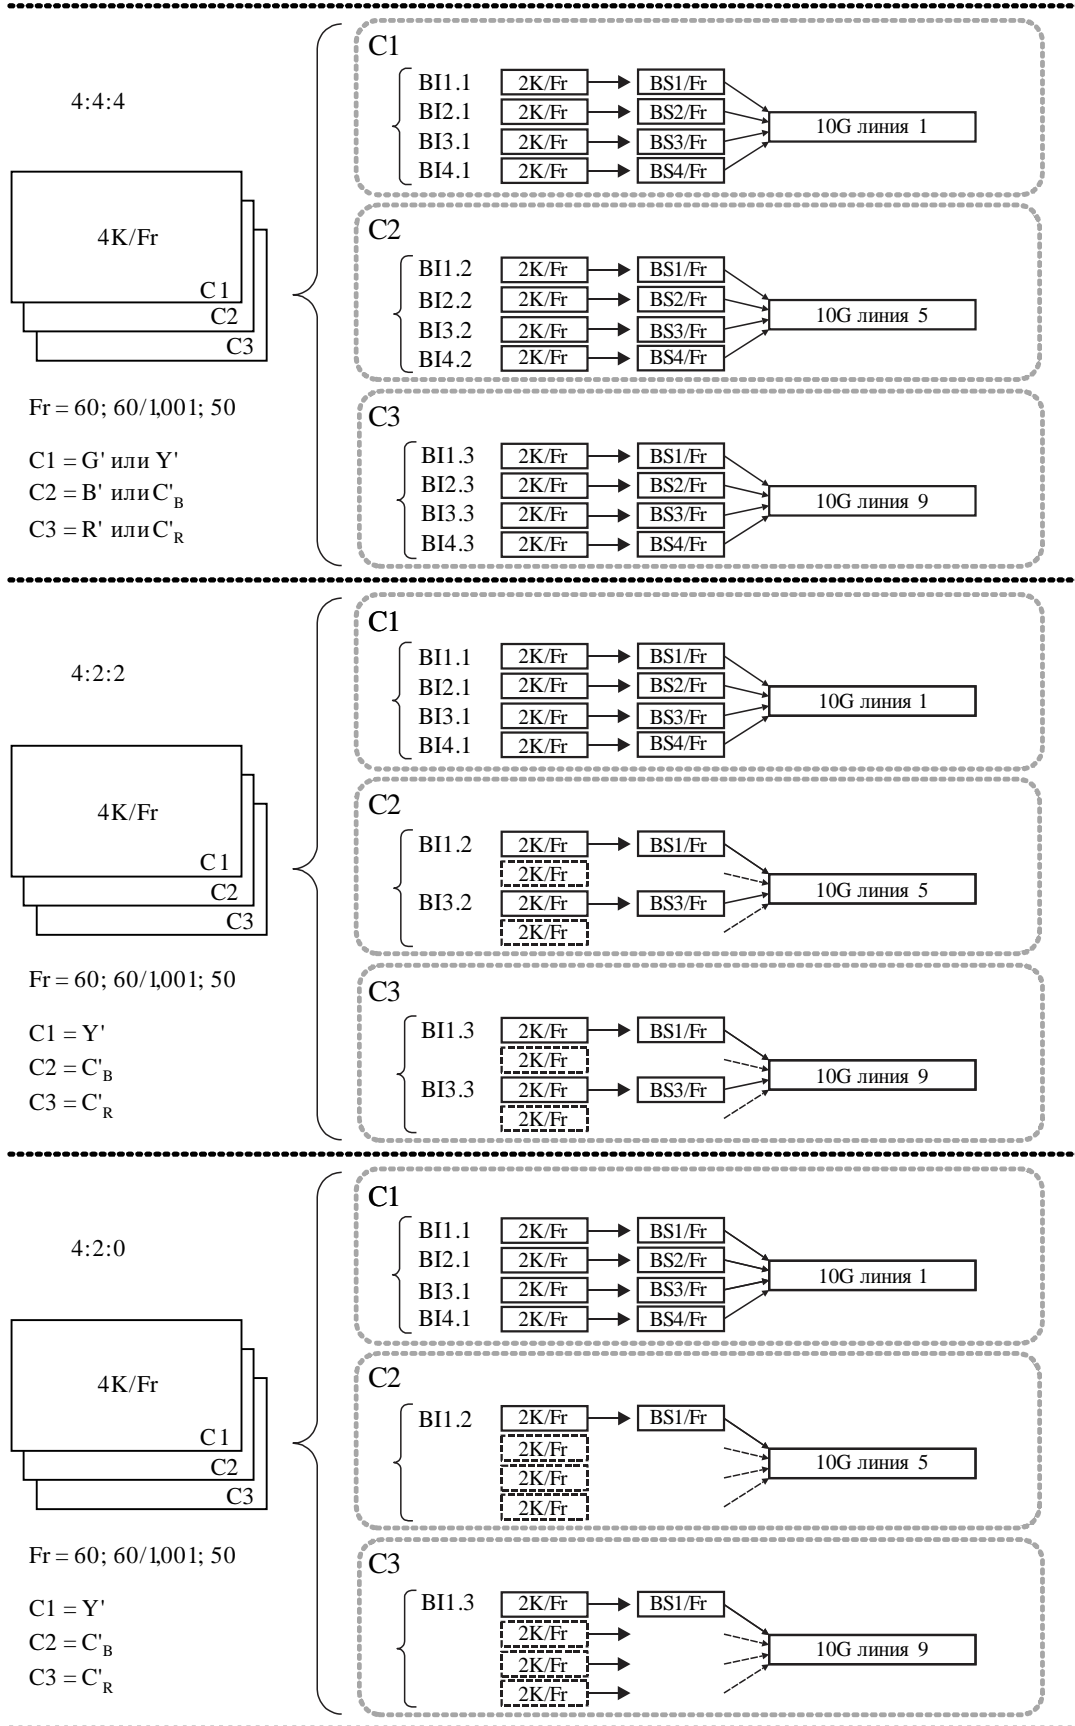 4:4:4
4K/Fr
C1
C2
C3
Fr = 60; 60/1,001; 50
C1 = G' или Y'
C2 = B' или C'B
C3 = R' или C'R
C1
BI1.1 2K/Fr BS1/Fr
BI2.1 2K/Fr BS2/Fr
BI3.1 2K/Fr BS3/Fr
BI4.1 2K/Fr BS4/Fr
10G линия 1
C2
BI1.2 2K/Fr BS1/Fr
BI2.2 2K/Fr BS2/Fr
BI3.2 2K/Fr BS3/Fr
BI4.2 2K/Fr BS4/Fr
10G линия 5
C3
BI1.3 2K/Fr BS1/Fr
BI2.3 2K/Fr BS2/Fr
BI3.3 2K/Fr BS3/Fr
BI4.3 2K/Fr BS4/Fr
10G линия 9
4:2:2
4K/Fr
C1
C2
C3
Fr = 60; 60/1,001; 50
C1 = Y'
C2 = C'B
C3 = C'R
C1
BI1.1 2K/Fr BS1/Fr
BI2.1 2K/Fr BS2/Fr
BI3.1 2K/Fr BS3/Fr
BI4.1 2K/Fr BS4/Fr
10G линия 1
C2
BI1.2 2K/Fr BS1/Fr
2K/Fr
BI3.2 2K/Fr BS3/Fr
2K/Fr
10G линия 5
C3
BI1.3 2K/Fr BS1/Fr
2K/Fr
BI3.3 2K/Fr BS3/Fr
2K/Fr
10G линия 9
4:2:0
4K/Fr
C1
C2
C3
Fr = 60; 60/1,001; 50
C1 = Y'
C2 = C'B
C3 = C'R
C1
BI1.1 2K/Fr BS1/Fr
BI2.1 2K/Fr BS2/Fr
BI3.1 2K/Fr BS3/Fr
BI4.1 2K/Fr BS4/Fr
10G линия 1
C2
BI1.2 2K/Fr BS1/Fr
2K/Fr
2K/Fr
2K/Fr
10G линия 5
C3
BI1.3 2K/Fr BS1/Fr
2K/Fr
2K/Fr
2K/Fr
10G линия 9